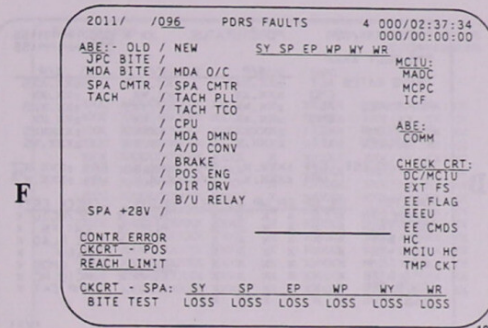 2011/ /096 PDRS FAULTS 4 000/02:37:34
000/00:00:00
ABE:- OLD / NEW SY SP EP WP WY WR
JPC BITE / MCIU:
MDA BITE / MDA O/C MADC
SPA CMTR / SPA CMTR MCPC
TACH / TACH PLL ICF
/ TACH TCO
/ CPU ABE:
/ MDA DMND COMM
/ A/D CONV
/ BRAKE CHECK CRT:
/ POS ENG DC/MCIU
/ DIR DRV EXT FS
/ B/U RELAY EE FLAG
SPA +28V / EEEU
EE CMDS
CONTR ERROR HC
CKCRT - POS MCIU HC
REACH LIMIT TMP CKT
CKCRT - SPA: SY SP EP WP WY WR
BITE TEST LOSS LOSS LOSS LOSS LOSS LOSS
F